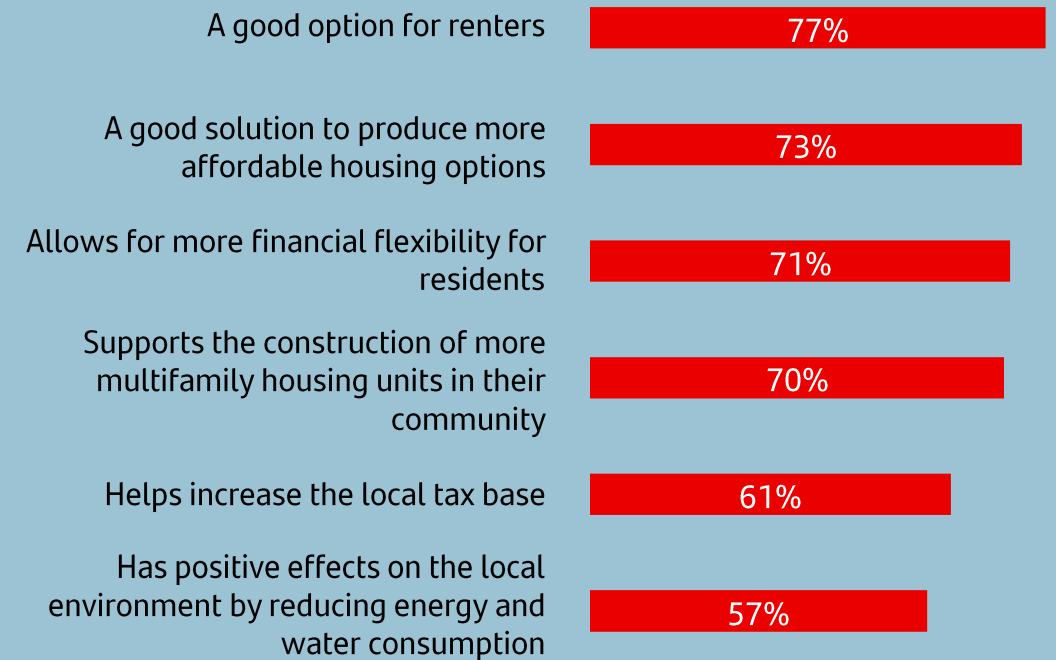 A good option for renters
77%
A good solution to produce more
affordable housing options
73%
Allows for more financial flexibility for
residents
71%
Supports the construction of more
multifamily housing units in their
community
70%
Helps increase the local tax base
61%
Has positive effects on the local
environment by reducing energy and
water consumption
57%